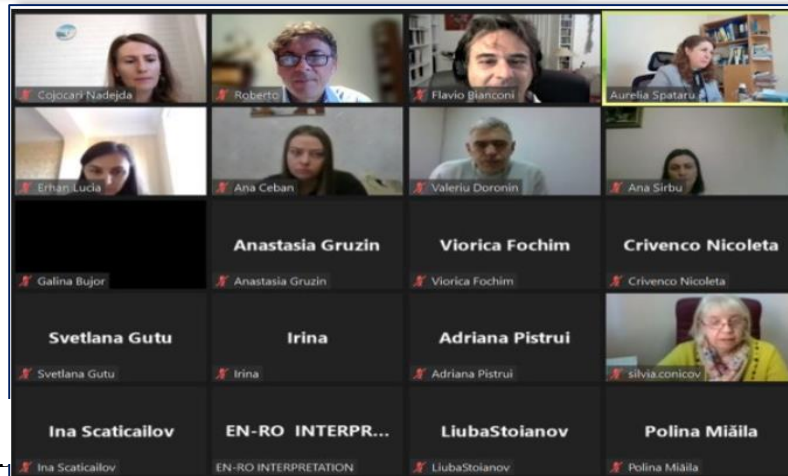 Cojocari Nadejda
Roberto
Flavio Bianconi
Aurelia Spataru
Erhan Lucia
Ana Ceban
Valeriu Doronin
Ana Sirbu
Galina Bujor
Anastasia Gruzin
Anastasia Gruzin
Viorica Fochim
Viorica Fochim
Crivenco Nicoleta
Crivenco Nicoleta
Svetlana Gutu
Svetlana Gutu
Irina
Irina
Adriana Pistrui
Adriana Pistrui
silvia.conicov
Ina Scaticailov
Ina Scaticailov
EN-RO INTERPR...
EN-RO INTERPRETATION
LiubaStoianov
LiubaStoianov
Polina Miăila
Polina Miăila